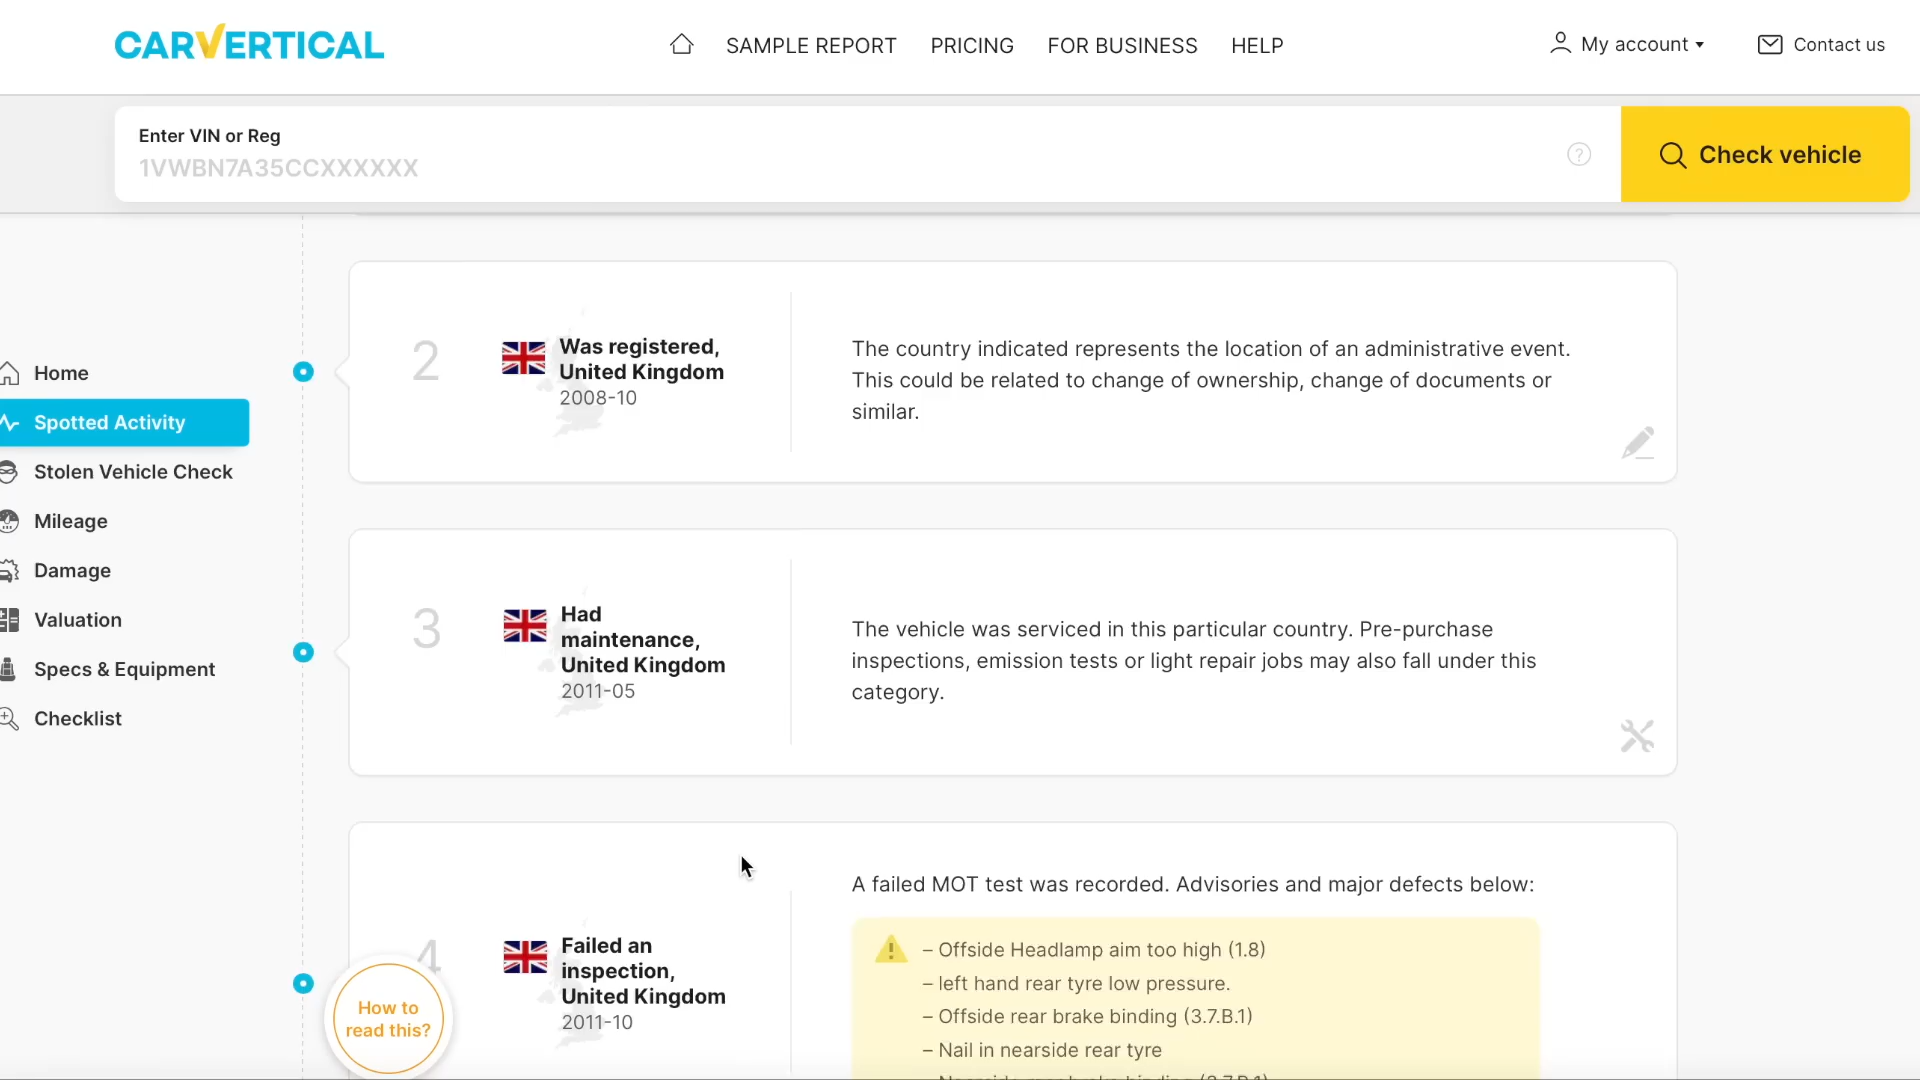 CARVERTICAL
SAMPLE REPORT
PRICING
FOR BUSINESS
HELP
My account
Contact us
Enter VIN or Reg
1VWBN7A35CCXXXXXX
Check vehicle
Home
Spotted Activity
Stolen Vehicle Check
Mileage
Damage
Valuation
Specs & Equipment
Checklist
2
Was registered,
United Kingdom
2008-10
The country indicated represents the location of an administrative event.
This could be related to change of ownership, change of documents or
similar.
3
Had
maintenance,
United Kingdom
2011-05
The vehicle was serviced in this particular country. Pre-purchase
inspections, emission tests or light repair jobs may also fall under this
category.
4
Failed an
inspection,
United Kingdom
2011-10
A failed MOT test was recorded. Advisories and major defects below:
– Offside Headlamp aim too high (1.8)
– left hand rear tyre low pressure.
– Offside rear brake binding (3.7.B.1)
– Nail in nearside rear tyre
How to
read this?